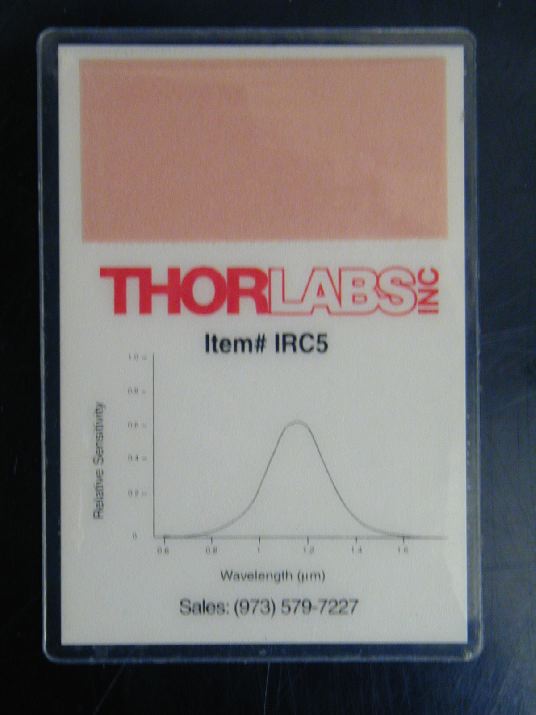 THORLABS INC
Item# IRC5
1.0
0.8
0.6
0.4
0.2
0
Relative Sensitivity
0.6 0.8 1 1.2 1.4 1.6
Wavelength (µm)
Sales: (973) 579-7227